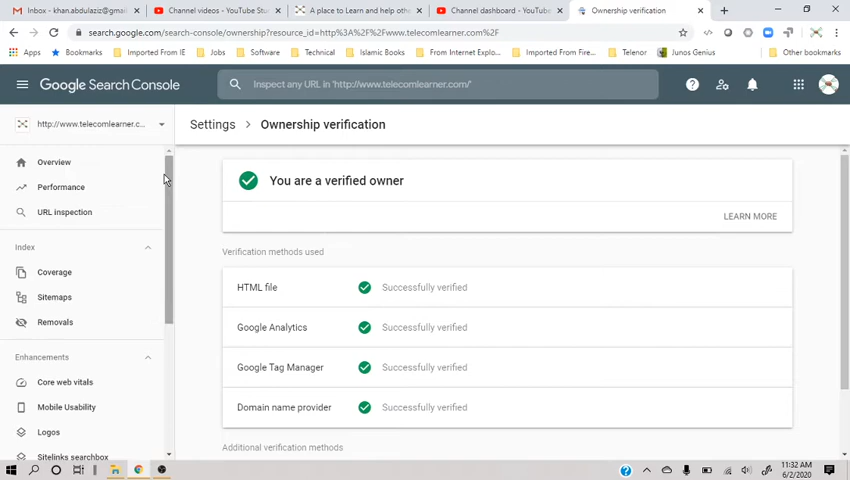 Inbox - khan.abdulaziz@gmai
Channel videos - YouTube Stu
A place to Learn and help othe
Channel dashboard - YouTube
Ownership verification
search.google.com/search-console/ownership?resource_id=http%3A%2F%2Fwww.telecomlearner.com%2F
Apps
Bookmarks
Imported From IE
Jobs
Software
Technical
Islamic Books
From Internet Explo
Imported From Fire
Telenor
Junos Genius
Other bookmarks
Google Search Console
Inspect any URL in "http://www.telecomlearner.com/"
http://www.telecomlearner.c...
Settings > Ownership verification
Overview
Performance
URL inspection
Index
Coverage
Sitemaps
Removals
Enhancements
Core web vitals
Mobile Usability
Logos
Sitelinks searchbox
You are a verified owner
LEARN MORE
Verification methods used
HTML file Successfully verified
Google Analytics Successfully verified
Google Tag Manager Successfully verified
Domain name provider Successfully verified
Additional verification methods
11:32 AM
6/2/2020